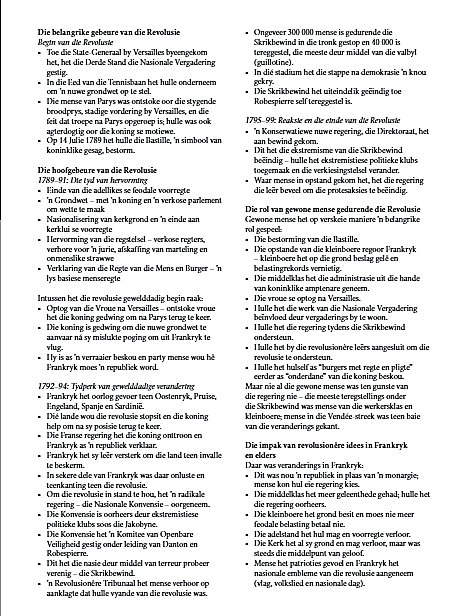 Die belangrike gebeure van die Revolusie
Begin van die Revolusie
• Toe die State-Generaal by Versailles byeengekom
het, het die Derde Stand die Nasionale Vergadering
gestig.
• In die Eed van die Tennisbaan het hulle onderneem
om 'n nuwe grondwet op te stel.
• Die mense van Parys was ontstoke oor die stygende
broodprys, stadige vordering by Versailles, en die
feit dat troepe na Parys opgeroep is; hulle was ook
agterdogtig oor die koning se motiewe.
• Op 14 Julie 1789 het hulle die Bastille, 'n simbool van
koninklike gesag, bestorm.
Die hoofgebeure van die Revolusie
1789–91: Die tyd van hervorming
• Einde van die adellikes se feodale voorregte
• 'n Grondwet – met 'n koning en 'n verkose parlement
om wette te maak
• Nasionalisering van kerkgrond en 'n einde aan
kerklui se voorregte
• Hervorming van die regstelsel – verkose regters,
verhore voor 'n jurie, afskaffing van marteling en
onmenslike strawwe
• Verklaring van die Regte van die Mens en Burger – 'n
lys basiese menseregte
Intussen het die revolusie gewelddadig begin raak:
• Optog van die Vroue na Versailles – ontstoke vroue
het die koning gedwing om na Parys terug te keer.
• Die koning is gedwing om die nuwe grondwet te
aanvaar ná sy mislukte poging om uit Frankryk te
vlug.
• Hy is as 'n verraaier beskou en party mense wou hê
Frankryk moes 'n republiek word.
1792–94: Tydperk van gewelddadige verandering
• Frankryk het oorlog gevoer teen Oostenryk, Pruise,
Engeland, Spanje en Sardinië.
• Dié lande wou die revolusie stopsit en die koning
help om na sy posisie terug te keer.
• Die Franse regering het die koning onttroon en
Frankryk as 'n republiek verklaar.
• Frankryk het sy leër versterk om die land teen invalle
te beskerm.
• In sekere dele van Frankryk was daar onluste en
teenkanting teen die revolusie.
• Om die revolusie in stand te hou, het 'n radikale
regering – die Nasionale Konvensie – oorgeneem.
• Die Konvensie is oorheers deur ekstremistiese
politieke klubs soos die Jakobyne.
• Die Konvensie het 'n Komitee van Openbare
Veiligheid gestig onder leiding van Danton en
Robespierre.
• Dit het die nasie deur middel van terreur probeer
verenig – die Skrikbewind.
• 'n Revolusionêre Tribunaal het mense verhoor op
aanklagte dat hulle vyande van die revolusie was.
• Ongeveer 300 000 mense is gedurende die
Skrikbewind in die tronk gestop en 40 000 is
tereggestel, die meeste deur middel van die valbyl
(guillotine).
• In dié stadium het die stappe na demokrasie 'n knou
gekry.
• Die Skrikbewind het uiteindelik geëindig toe
Robespierre self tereggestel is.
1795–99: Reaksie en die einde van die revolusie
• 'n Konserwatiewe nuwe regering, die Direktoraat, het
aan bewind gekom.
• Dit het die ekstremisme van die Skrikbewind
beëindig – hulle het ekstremistiese politieke klubs
toegemaak en die verkiesingstelsel verander.
• Waar mense in opstand gekom het, het die regering
die leër beveel om die protesaksies te beëindig.
Die rol van gewone mense gedurende die Revolusie
Gewone mense het op verskeie maniere 'n belangrike
rol gespeel:
• Die bestorming van die Bastille.
• Die opstande van die kleinboere regoor Frankryk
– kleinboere het op die grond beslag gelê en
belastingrekords vernietig.
• Die middelklas het die administrasie uit die hande
van koninklike amptenare geneem.
• Die vroue se optog na Versailles.
• Hulle het die werk van die Nasionale Vergadering
beïnvloed deur vergaderings by te woon.
• Hulle het die regering tydens die Skrikbewind
ondersteun.
• Hulle het by die revolusionêre leërs aangesluit om die
revolusie te ondersteun.
• Hulle het hulself as "burgers met regte en pligte"
eerder as "onderdane" van die koning beskou.
Maar nie al die gewone mense was ten gunste van
die regering nie – die meeste teregstellings onder
die Skrikbewind was mense van die werkersklas en
kleinboere; mense in die Vendée-streek was teen baie
van die veranderings gekant.
Die impak van revolusionêre idees in Frankryk
en elders
Daar was veranderings in Frankryk:
• Dit was nou 'n republiek in plaas van 'n monargie;
mense kon hul eie regering kies.
• Die middelklas het meer geleenthede gehad; hulle het
die regering oorheers.
• Die kleinboere het grond besit en moes nie meer
feodale belasting betaal nie.
• Die adelstand het hul mag en voorregte verloor.
• Die Kerk het al sy grond en mag verloor, maar was
steeds die middelpunt van geloof.
• Mense het patrioties gevoel en Frankryk het
nasionale embleme van die revolusie aangeneem
(vlag, volkslied en nasionale dag).